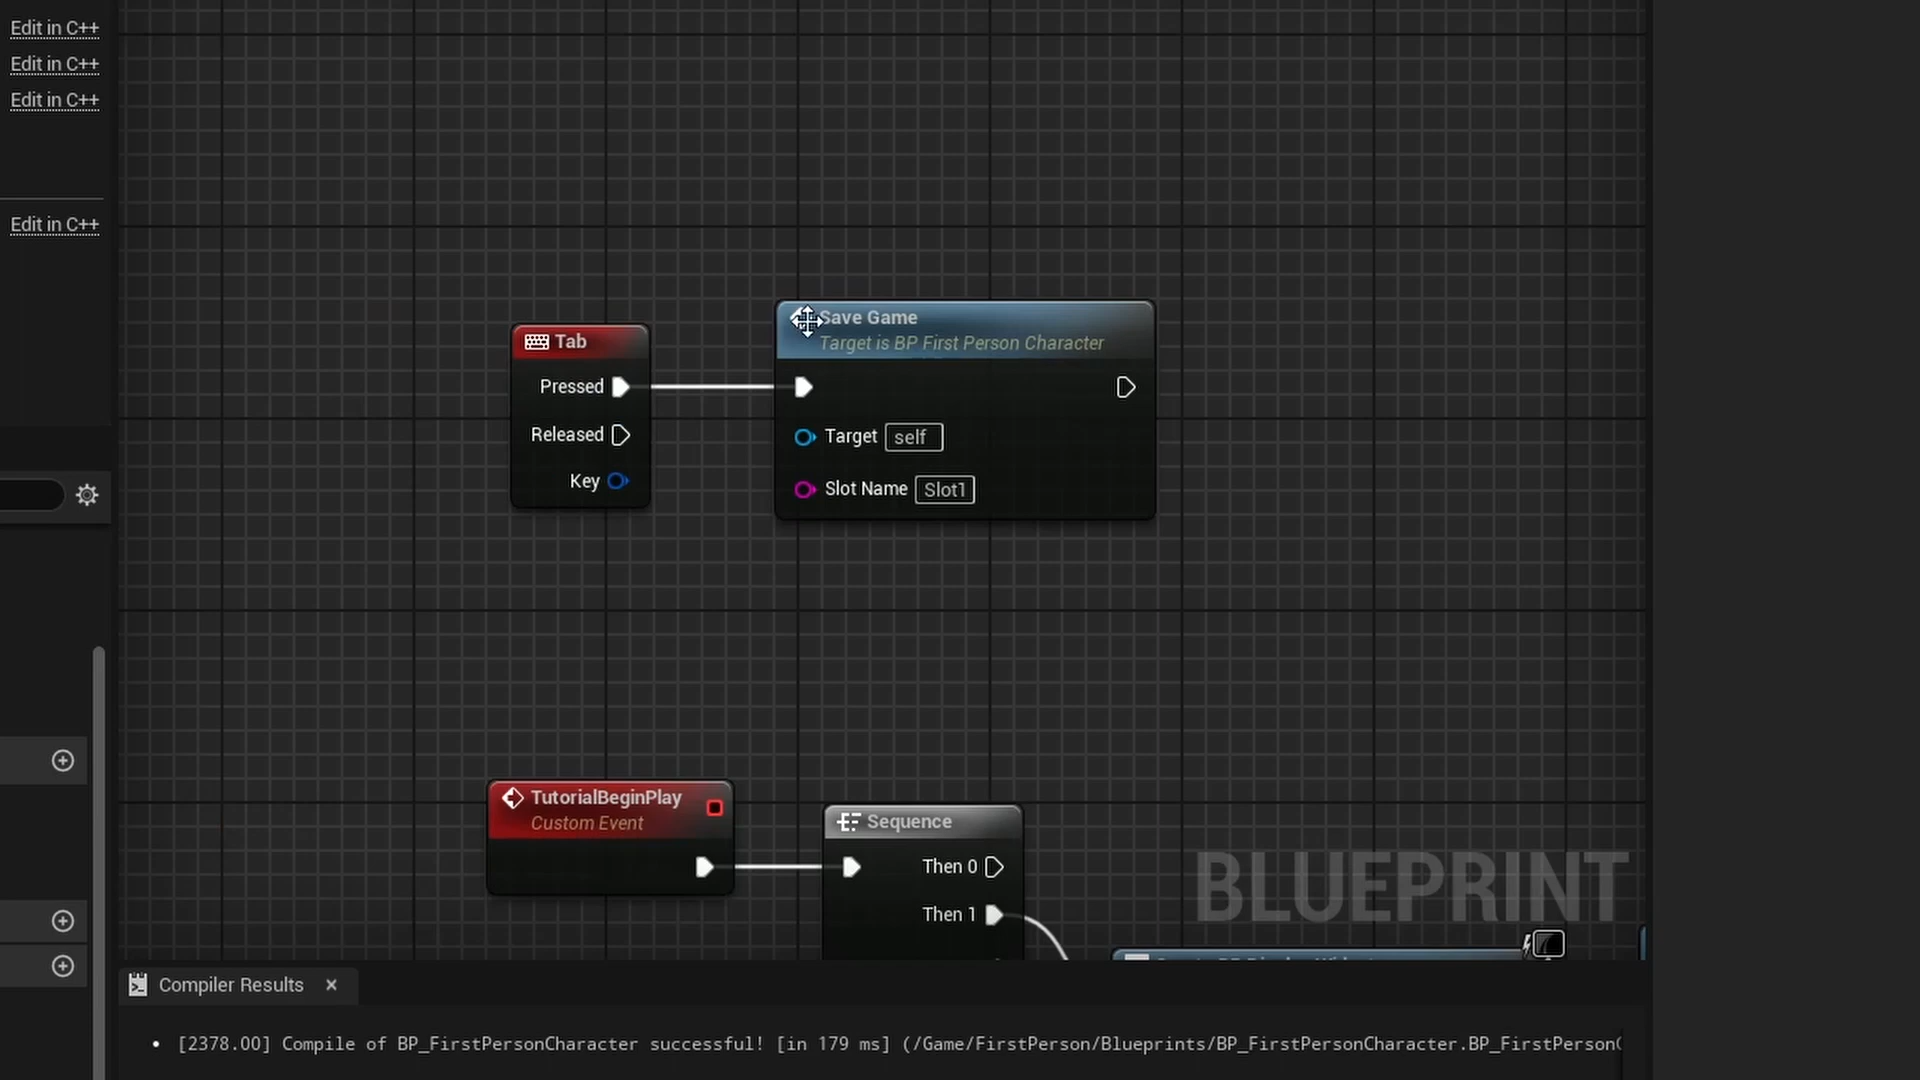 Edit in C++
Edit in C++
Edit in C++
Edit in C++
Save Game
Target is BP First Person Character
Tab
Pressed
Released
Key
Target self
Slot Name Slot1
TutorialBeginPlay
Custom Event
Sequence
Then 0
Then 1
BLUEPRINT
Compiler Results
• [2378.00] Compile of BP_FirstPersonCharacter successful! [in 179 ms] (/Game/FirstPerson/Blueprints/BP_FirstPersonCharacter.BP_FirstPerson